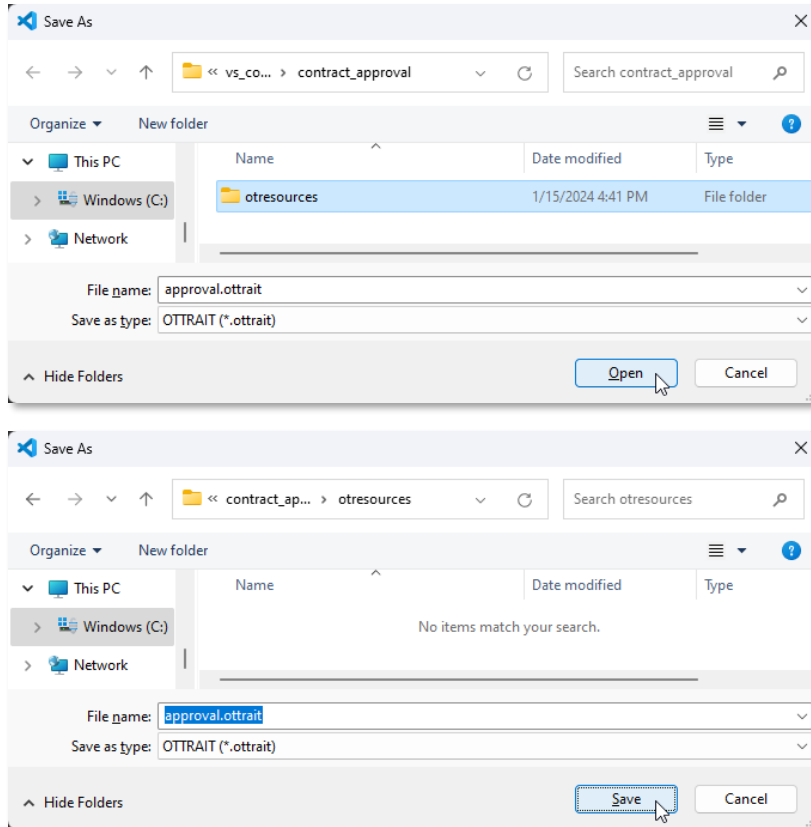 Save As
« vs_co... › contract_approval
Search contract_approval
Organize
New folder
This PC
Name
Date modified
Type
Windows (C:)
otresources
1/15/2024 4:41 PM
File folder
Network
File name: approval.ottrait
Save as type: OTTRAIT (*.ottrait)
Hide Folders
Open
Cancel
Save As
« contract_ap... › otresources
Search otresources
Organize
New folder
This PC
Name
Date modified
Type
Windows (C:)
No items match your search.
Network
File name: approval.ottrait
Save as type: OTTRAIT (*.ottrait)
Hide Folders
Save
Cancel